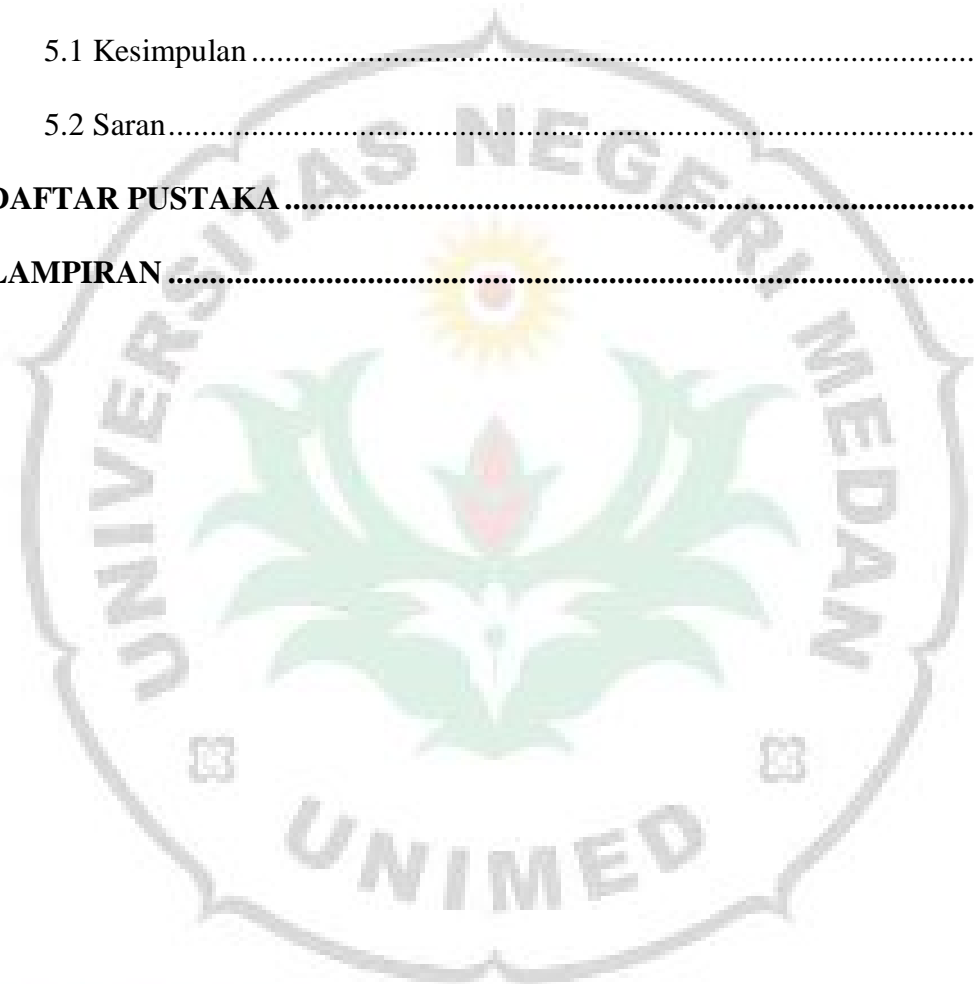 5.1 Kesimpulan ........................................................................
5.2 Saran.................................................................................
DAFTAR PUSTAKA .....................................................................
LAMPIRAN .................................................................................
UNIVERSITAS NEGERI MEDAN
UNIMED